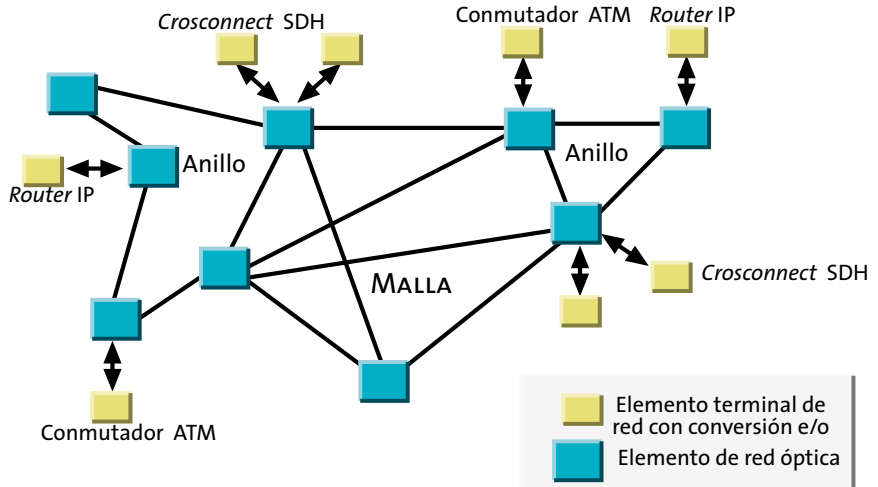 Crosconnect SDH
Conmutador ATM
Router IP
Anillo
Anillo
Router IP
MALLA
Crosconnect SDH
Conmutador ATM
Elemento terminal de
red con conversión e/o
Elemento de red óptica